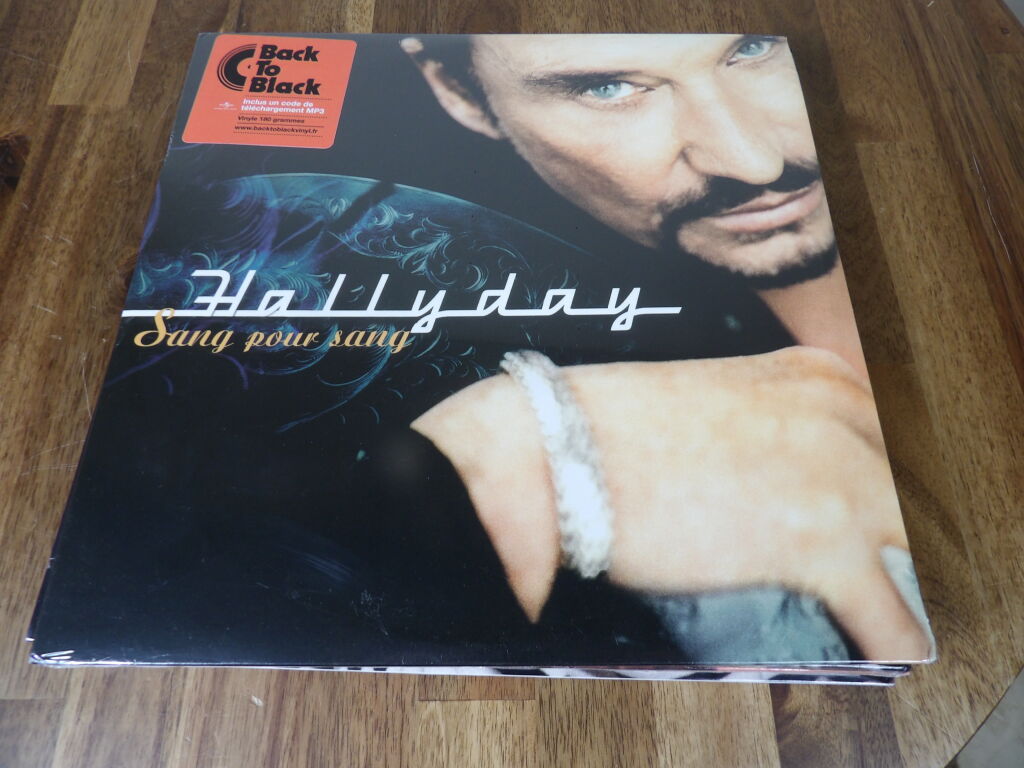 Back
To
Black
Inclus un code de
téléchargement MP3
Vinyle 180 grammes
www.backtoblackvinyl.fr
Hallyday
Sang pour sang